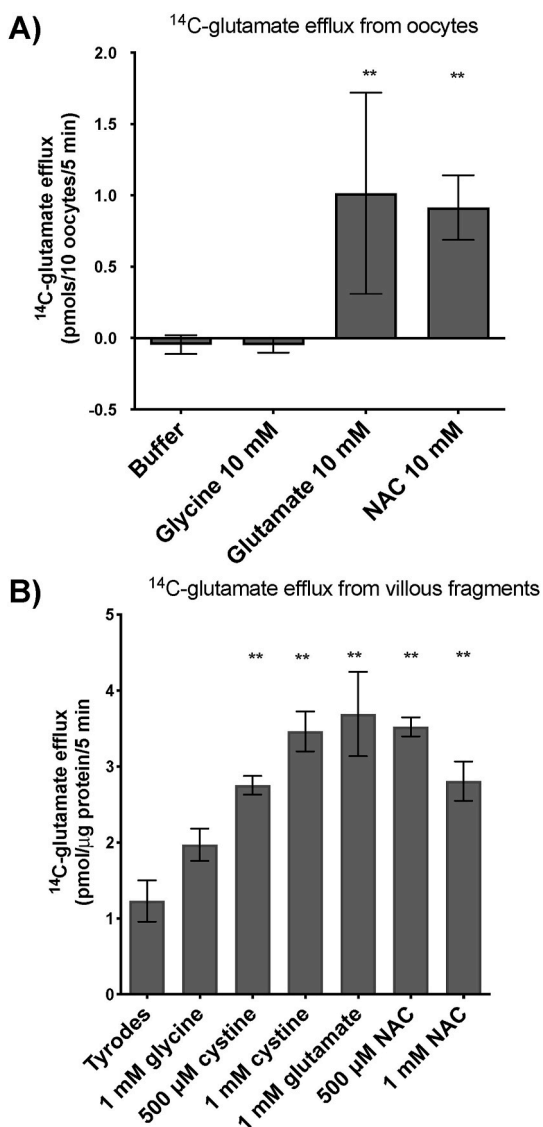 A)
¹⁴C-glutamate efflux from oocytes
¹⁴C-glutamate efflux
(pmols/10 oocytes/5 min)
2.0
1.5
1.0
0.5
0.0
-0.5
**
**
Buffer
Glycine 10 mM
Glutamate 10 mM
NAC 10 mM
B)
¹⁴C-glutamate efflux from villous fragments
¹⁴C-glutamate efflux
(pmol/µg protein/5 min
5
4
3
2
1
0
**
**
**
**
**
Tyrodes
1 mM glycine
500 µM cystine
1 mM cystine
1 mM glutamate
500 µM NAC
1 mM NAC